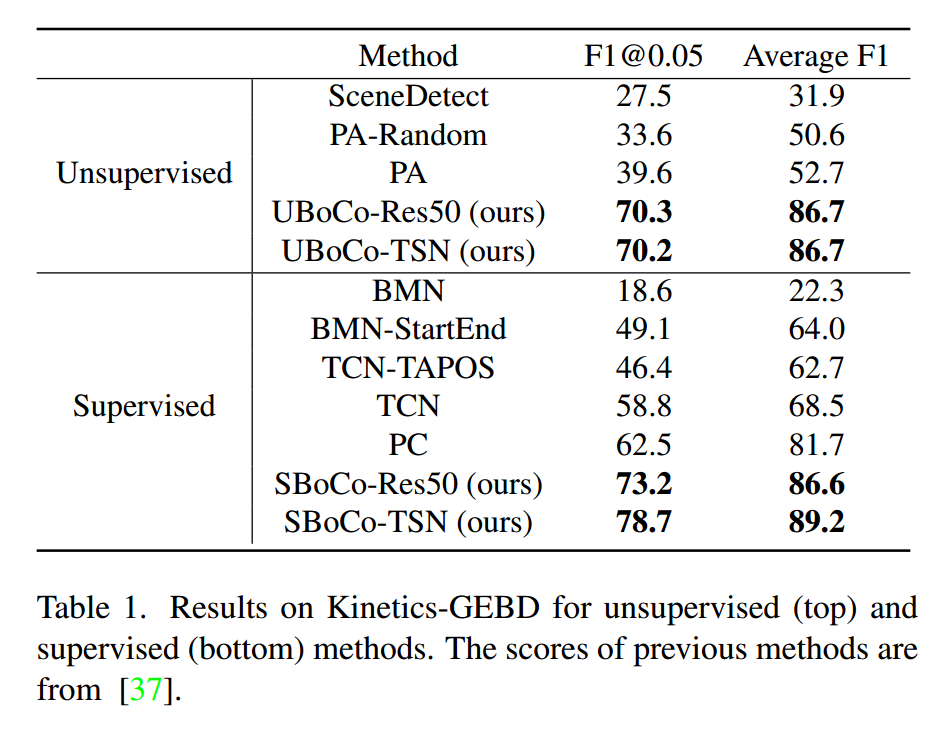 Method F1@0.05 Average F1
SceneDetect 27.5 31.9
PA-Random 33.6 50.6
Unsupervised PA 39.6 52.7
UBoCo-Res50 (ours) 70.3 86.7
UBoCo-TSN (ours) 70.2 86.7
BMN 18.6 22.3
BMN-StartEnd 49.1 64.0
TCN-TAPOS 46.4 62.7
Supervised TCN 58.8 68.5
PC 62.5 81.7
SBoCo-Res50 (ours) 73.2 86.6
SBoCo-TSN (ours) 78.7 89.2
Table 1. Results on Kinetics-GEBD for unsupervised (top) and
supervised (bottom) methods. The scores of previous methods are
from [37].